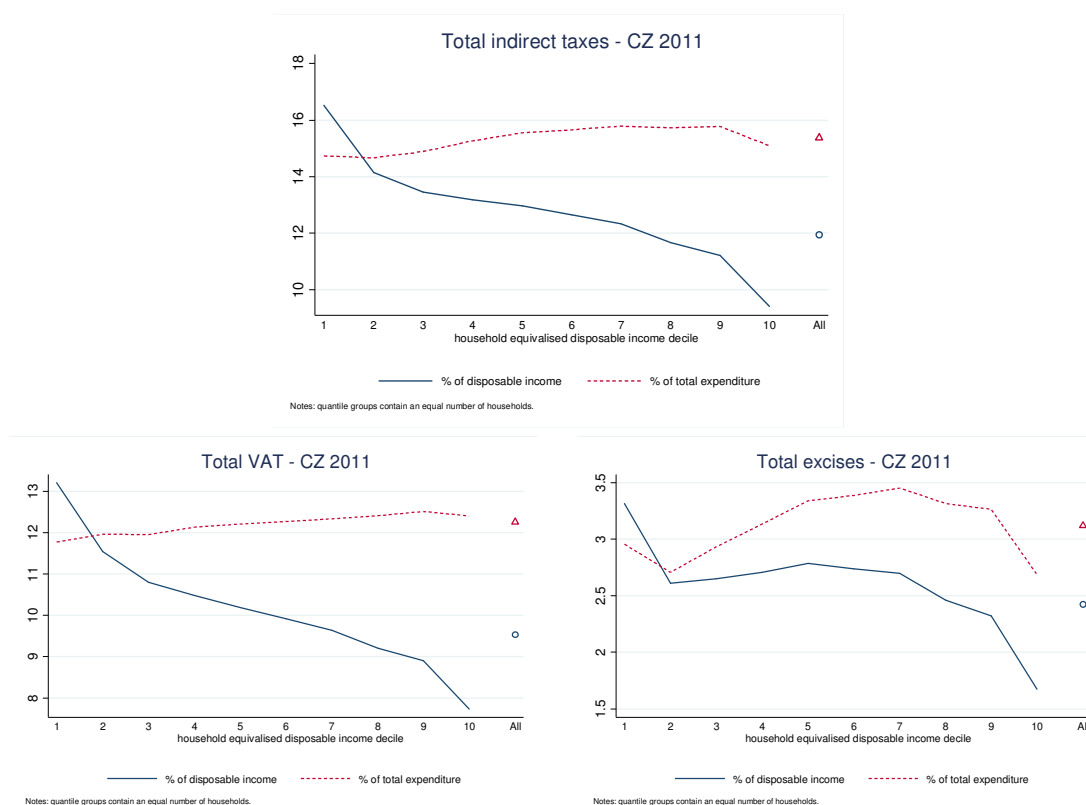 Total indirect taxes - CZ 2011
18
16
14
12
10
1 2 3 4 5 6 7 8 9 10 All
household equivalised disposable income decile
% of disposable income % of total expenditure
Notes: quantile groups contain an equal number of households.
Total VAT - CZ 2011
13
12
11
10
9
8
1 2 3 4 5 6 7 8 9 10 All
household equivalised disposable income decile
% of disposable income % of total expenditure
Notes: quantile groups contain an equal number of households.
Total excises - CZ 2011
3.5
3
2.5
2
1.5
1 2 3 4 5 6 7 8 9 10
household equivalised disposable income decile
% of disposable income % of total expenditure
Notes: quantile groups contain an equal number of households.